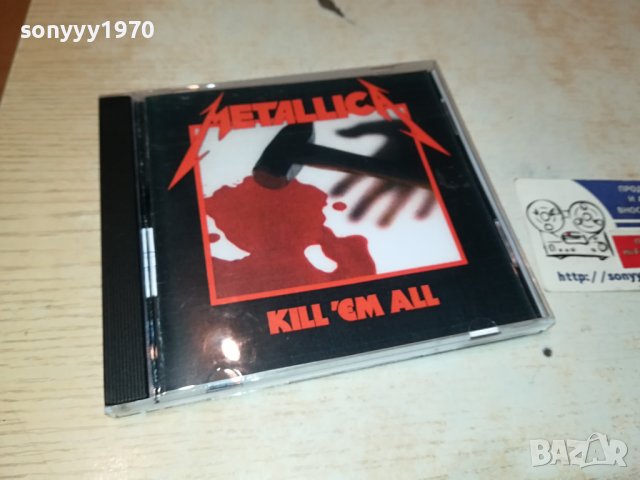 sonyyy1970
METALLICA
KILL 'EM ALL
И
http://sonyy
BAZAR